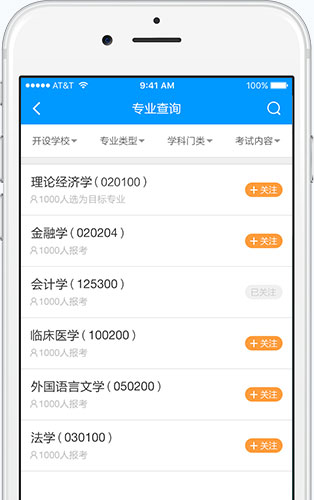 AT&T 9:41 AM 100%
专业查询
开设学校 专业类型 学科门类 考试内容
理论经济学(020100)
1000人选为目标专业
+关注
金融学(020204)
1000人报考
+关注
会计学(125300)
1000人报考
已关注
临床医学(100200)
1000人报考
+关注
外国语言文学(050200)
1000人报考
+关注
法学(030100)
1000人报考
+关注